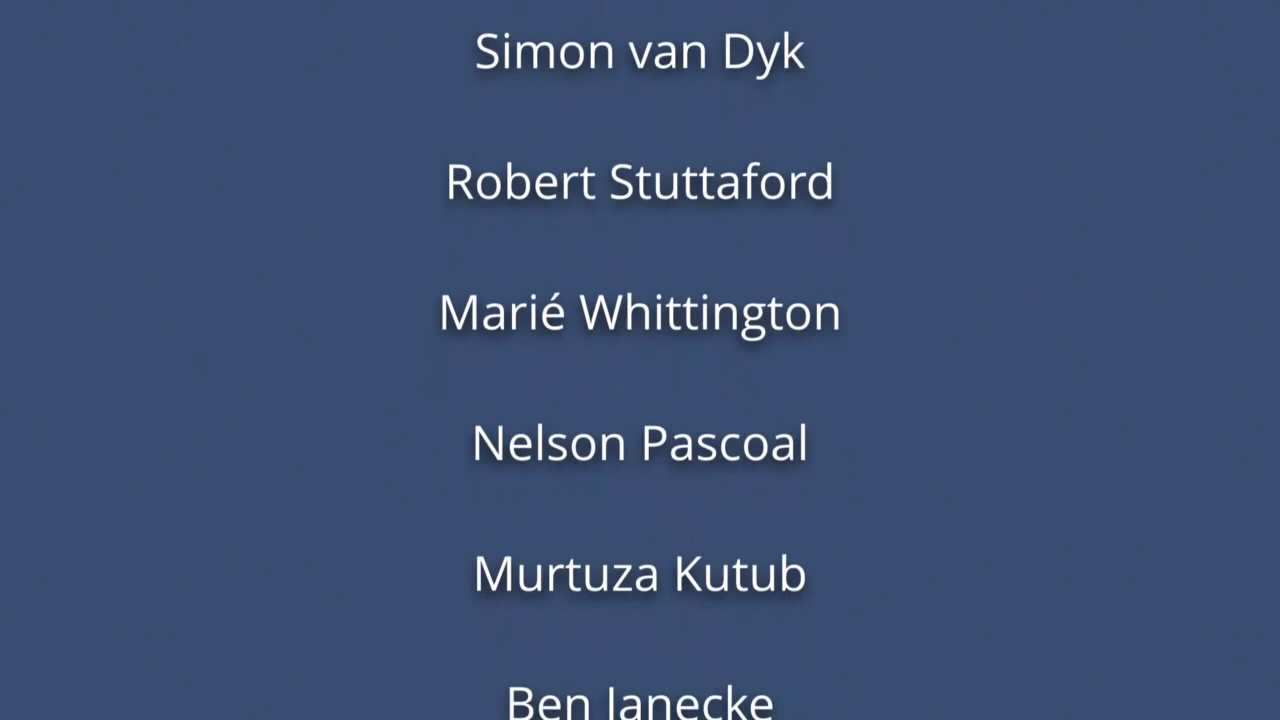 Simon van Dyk
Robert Stuttaford
Marié Whittington
Nelson Pascoal
Murtuza Kutub
Ben Janecke